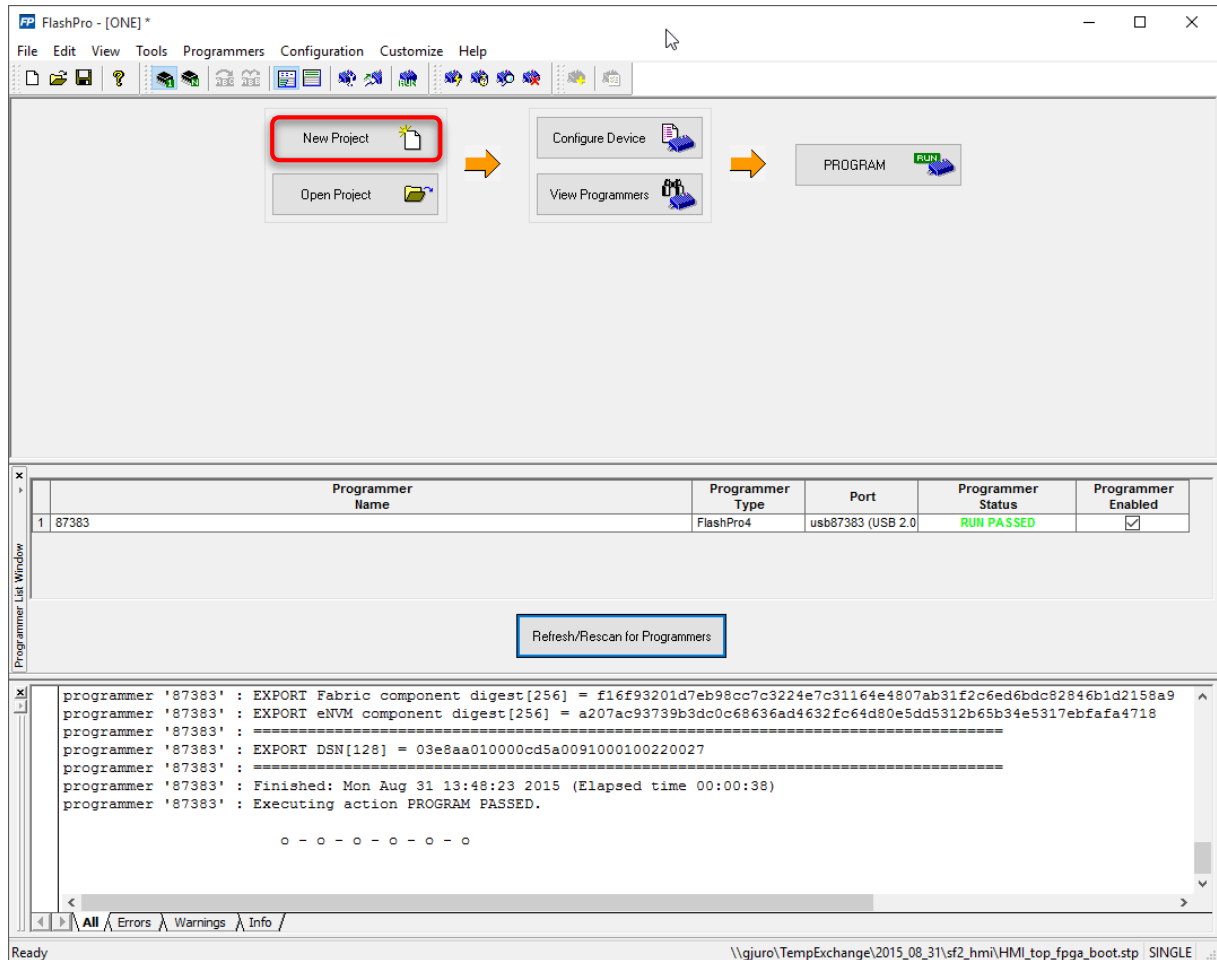 FP FlashPro - [ONE] *
File Edit View Tools Programmers Configuration Customize Help
New Project
Configure Device
PROGRAM
RUN
Open Project
View Programmers
Programmer Name
Programmer Type
Port
Programmer Status
Programmer Enabled
1 87383 FlashPro4 usb87383 (USB 2.0 RUN PASSED
Programmer List Window
Refresh/Rescan for Programmers
programmer '87383' : EXPORT Fabric component digest[256] = f16f93201d7eb98cc7c3224e7c31164e4807ab31f2c6ed6bdc82846b1d2158a9
programmer '87383' : EXPORT eNVM component digest[256] = a207ac93739b3dc0c68636ad4632fc64d80e5dd5312b65b34e5317ebfafa4718
programmer '87383' : ===================================================================================
programmer '87383' : EXPORT DSN[128] = 03e8aa010000cd5a0091000100220027
programmer '87383' : ===================================================================================
programmer '87383' : Finished: Mon Aug 31 13:48:23 2015 (Elapsed time 00:00:38)
programmer '87383' : Executing action PROGRAM PASSED.
o - o - o - o - o - o
All Errors Warnings Info
Ready \\gjuro\TempExchange\2015_08_31\sf2_hmi\HMI_top_fpga_boot.stp SINGLE